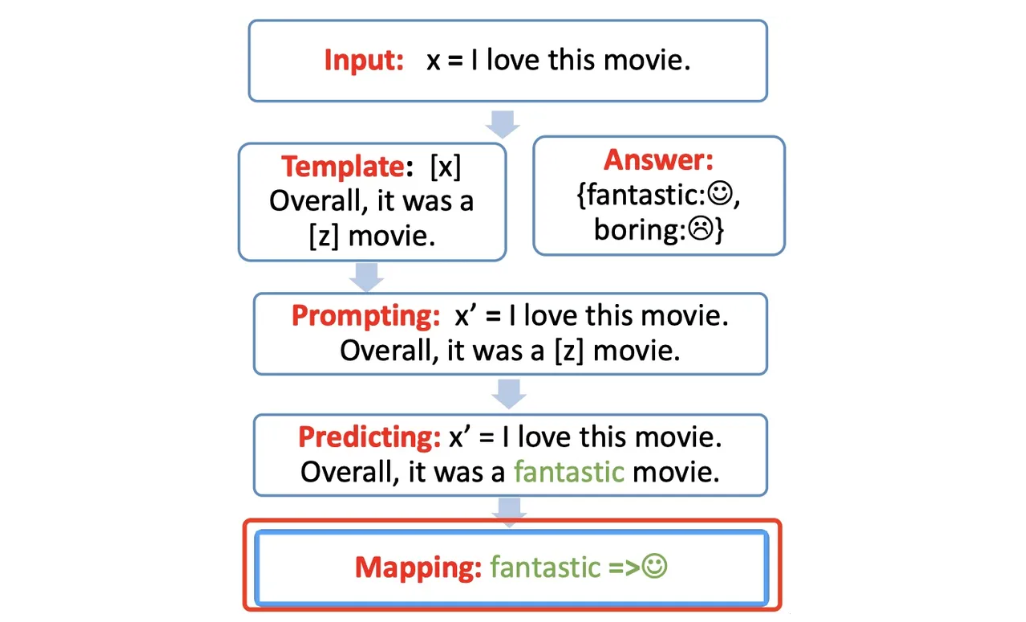 Input: x = I love this movie.
Template: [x]
Overall, it was a
[z] movie.
Answer:
{fantastic:☺,
boring:☹}
Prompting: x’ = I love this movie.
Overall, it was a [z] movie.
Predicting: x’ = I love this movie.
Overall, it was a fantastic movie.
Mapping: fantastic =>☺